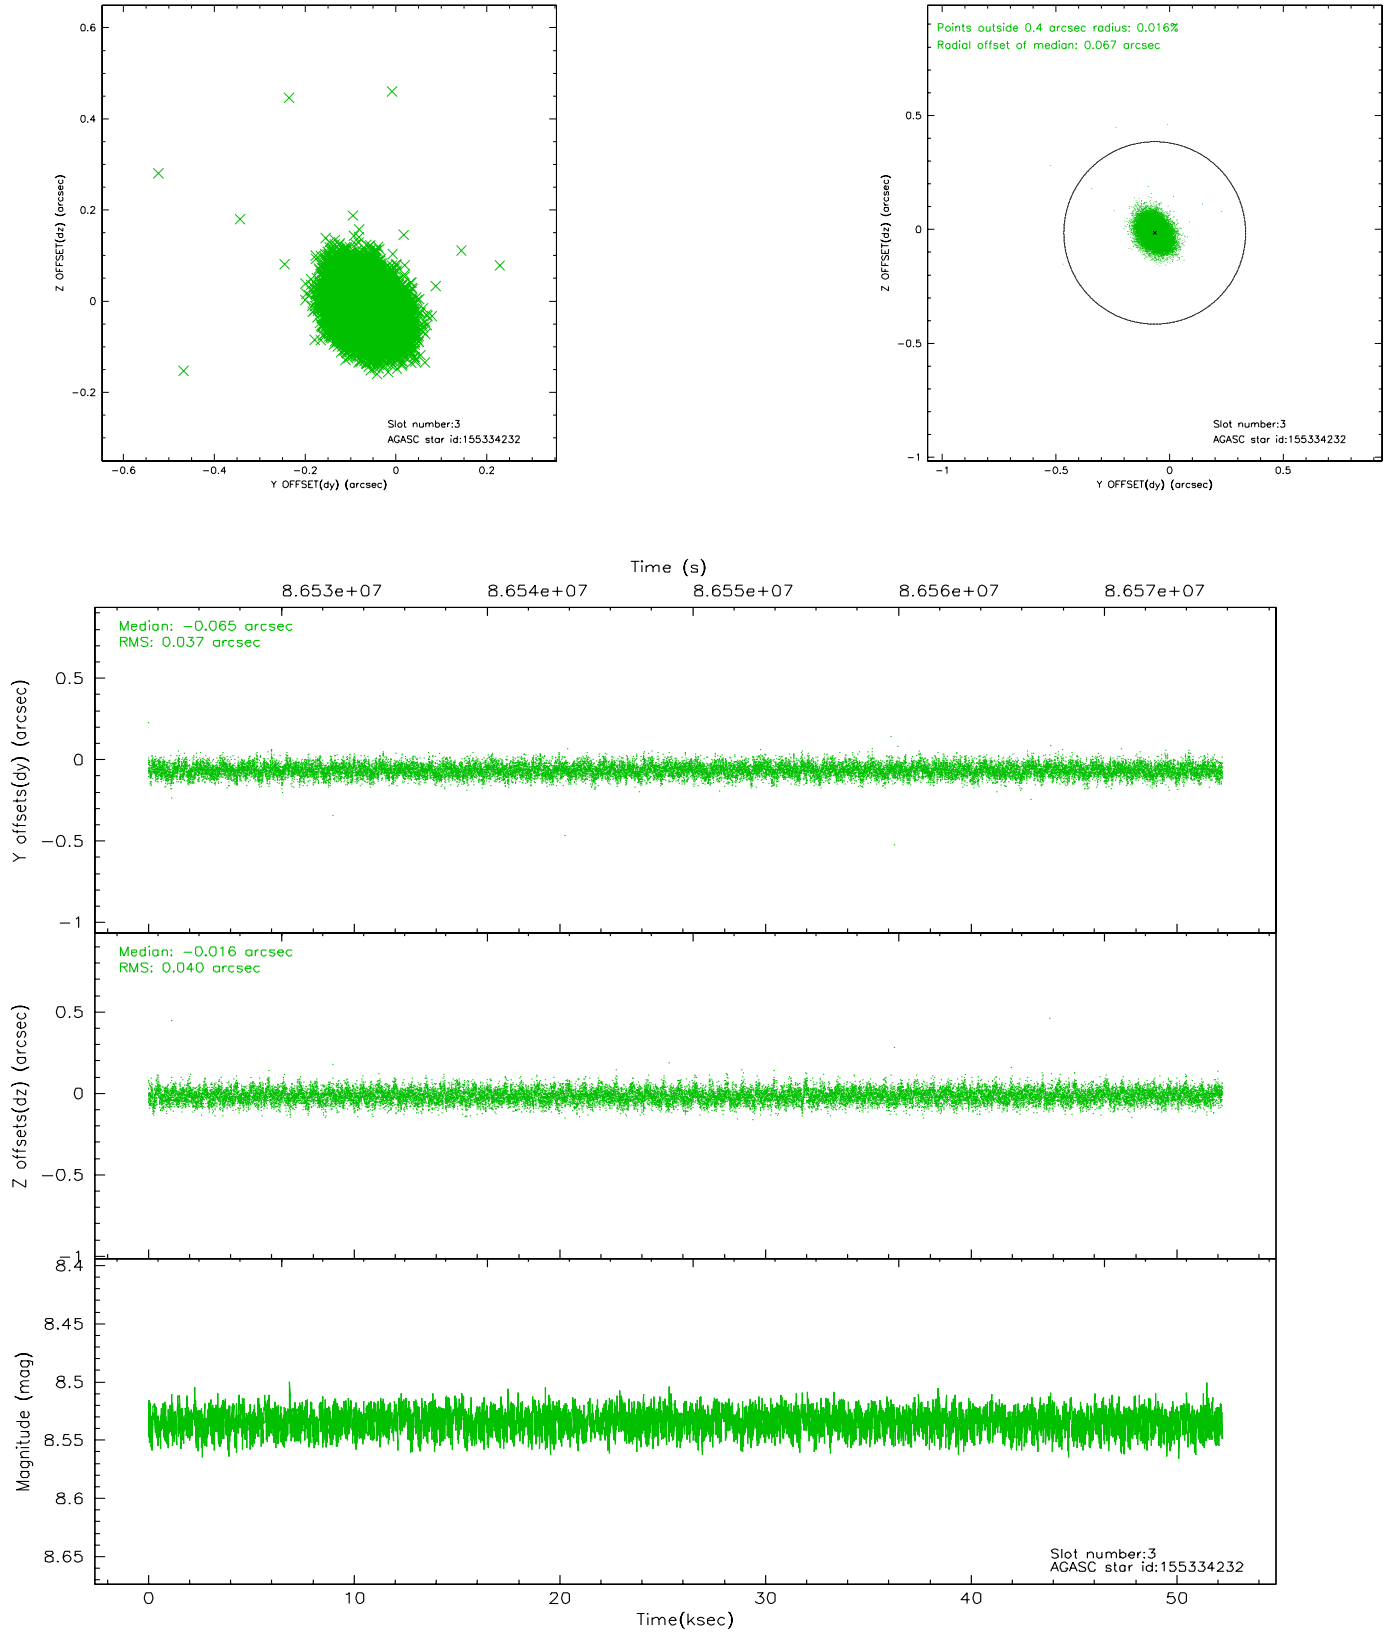 0.6
0.4
0.2
0
−0.2
Z OFFSET(dz) (arcsec)
Slot number:3
AGASC star id:155334232
−0.6
−0.4
−0.2
0
0.2
Y OFFSET(dy) (arcsec)
Points outside 0.4 arcsec radius: 0.016%
Radial offset of median: 0.067 arcsec
0.5
0
−0.5
−1
Z OFFSET(dz) (arcsec)
Slot number:3
AGASC star id:155334232
−1
−0.5
0
0.5
Y OFFSET(dy) (arcsec)
Time (s)
8.653e+07
8.654e+07
8.655e+07
8.656e+07
8.657e+07
Median: −0.065 arcsec
RMS: 0.037 arcsec
0.5
0
−0.5
−1
Y offsets(dy) (arcsec)
Median: −0.016 arcsec
RMS: 0.040 arcsec
0.5
0
−0.5
−1
Z offsets(dz) (arcsec)
8.4
8.45
8.5
8.55
8.6
8.65
Magnitude (mag)
Slot number:3
AGASC star id:155334232
0
10
20
30
40
50
Time(ksec)